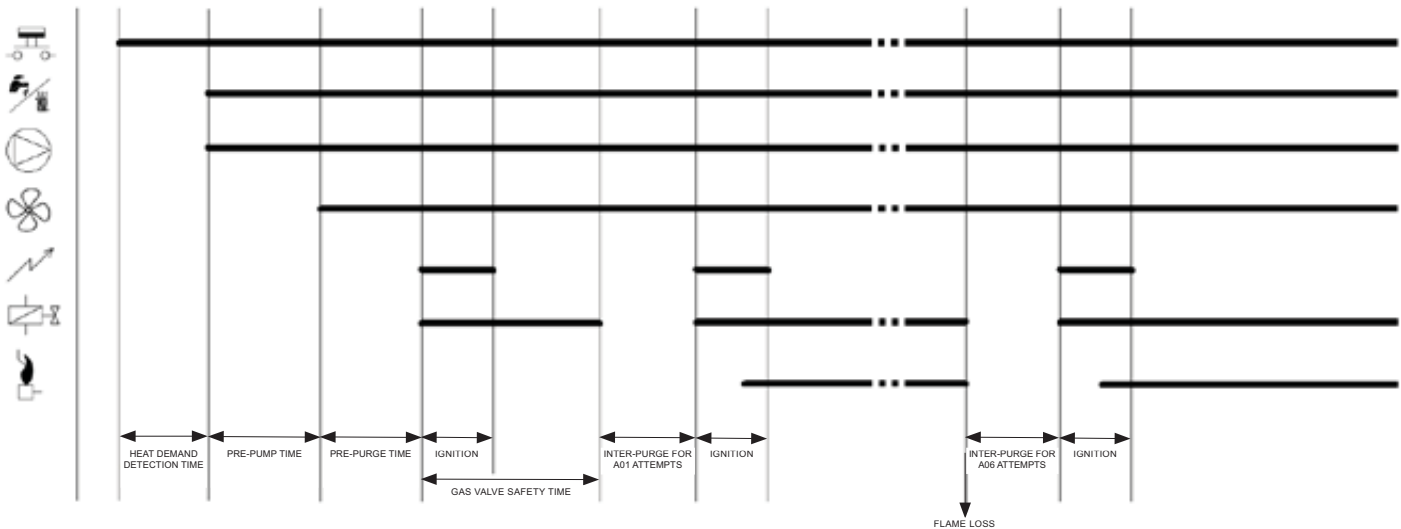 HEAT DEMAND
DETECTION TIME
PRE-PUMP TIME
PRE-PURGE TIME
IGNITION
INTER-PURGE FOR
A01 ATTEMPTS
IGNITION
INTER-PURGE FOR
A06 ATTEMPTS
IGNITION
GAS VALVE SAFETY TIME
FLAME LOSS